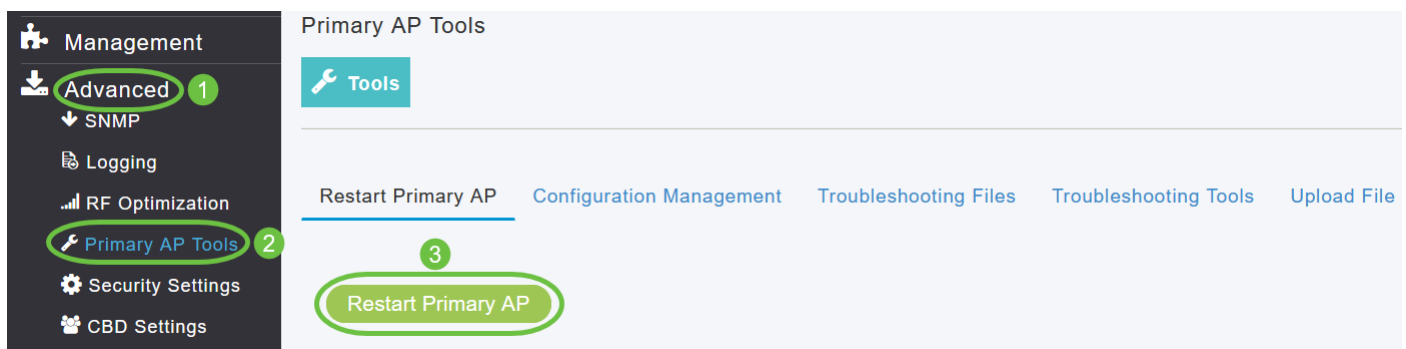 Management
Advanced 1
SNMP
Logging
RF Optimization
Primary AP Tools 2
Security Settings
CBD Settings
Primary AP Tools
Tools
Restart Primary AP Configuration Management Troubleshooting Files Troubleshooting Tools Upload File
3
Restart Primary AP